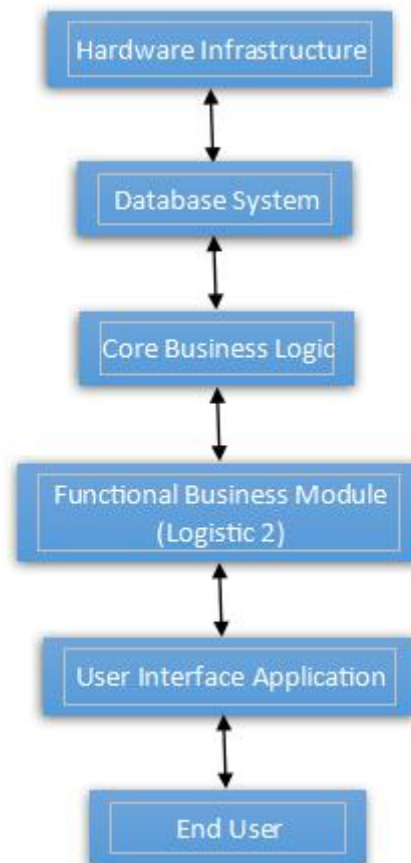 Hardware Infrastructure
Database System
Core Business Logic
Functional Business Module
(Logistic 2)
User Interface Application
End User